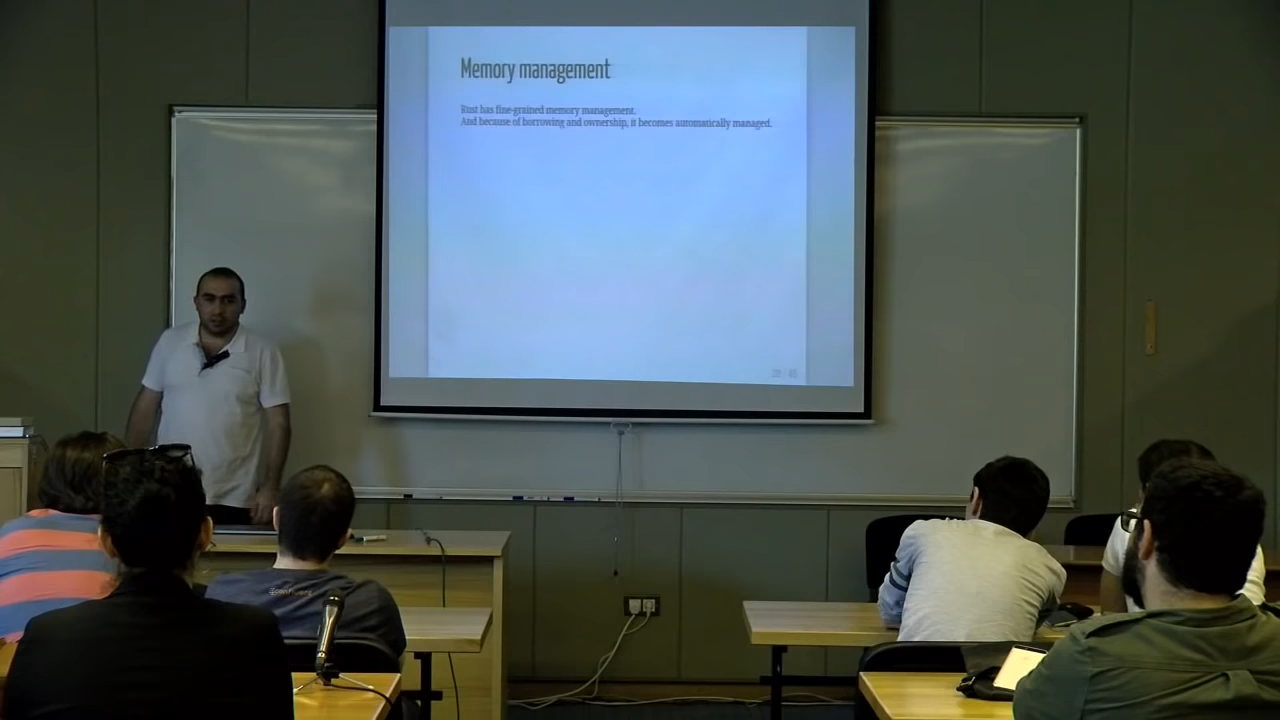 Memory management
Rust has fine-grained memory management.
And because of borrowing and ownership, it becomes automatically managed.